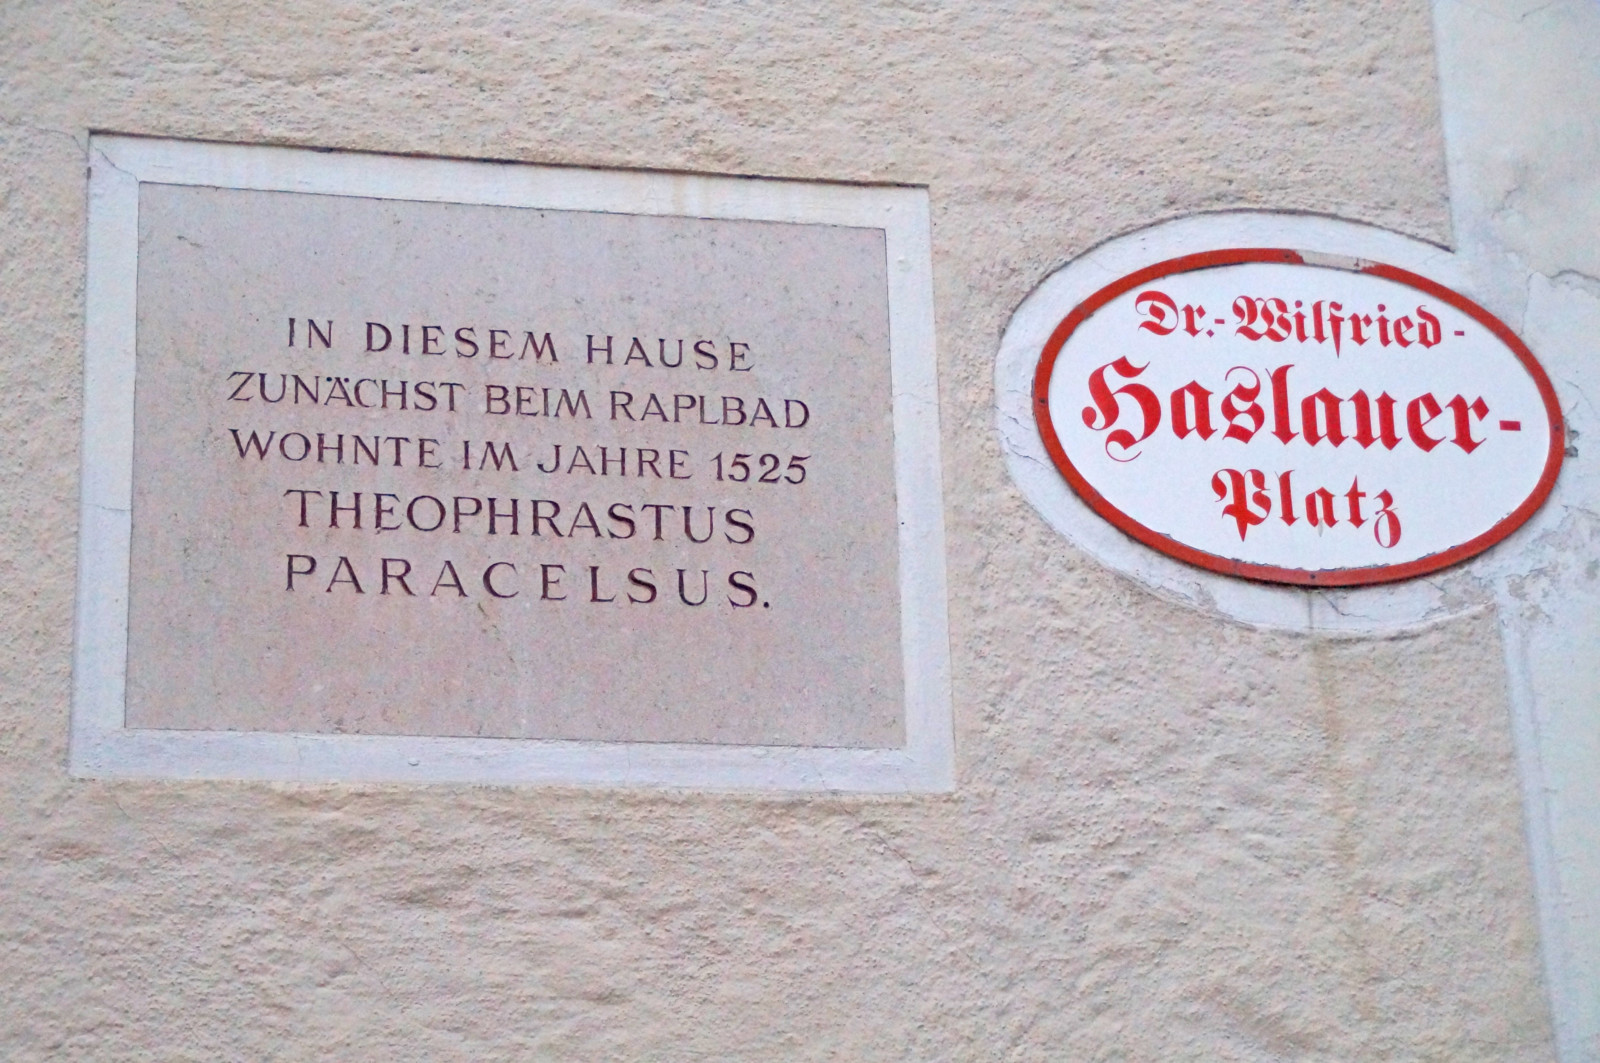 IN DIESEM HAUSE
ZUNÄCHST BEIM RAPLBAD
WOHNTE IM JAHRE 1525
THEOPHRASTUS
PARACELSUS.
Dr.-Wilfried-
Haslauer-
Platz